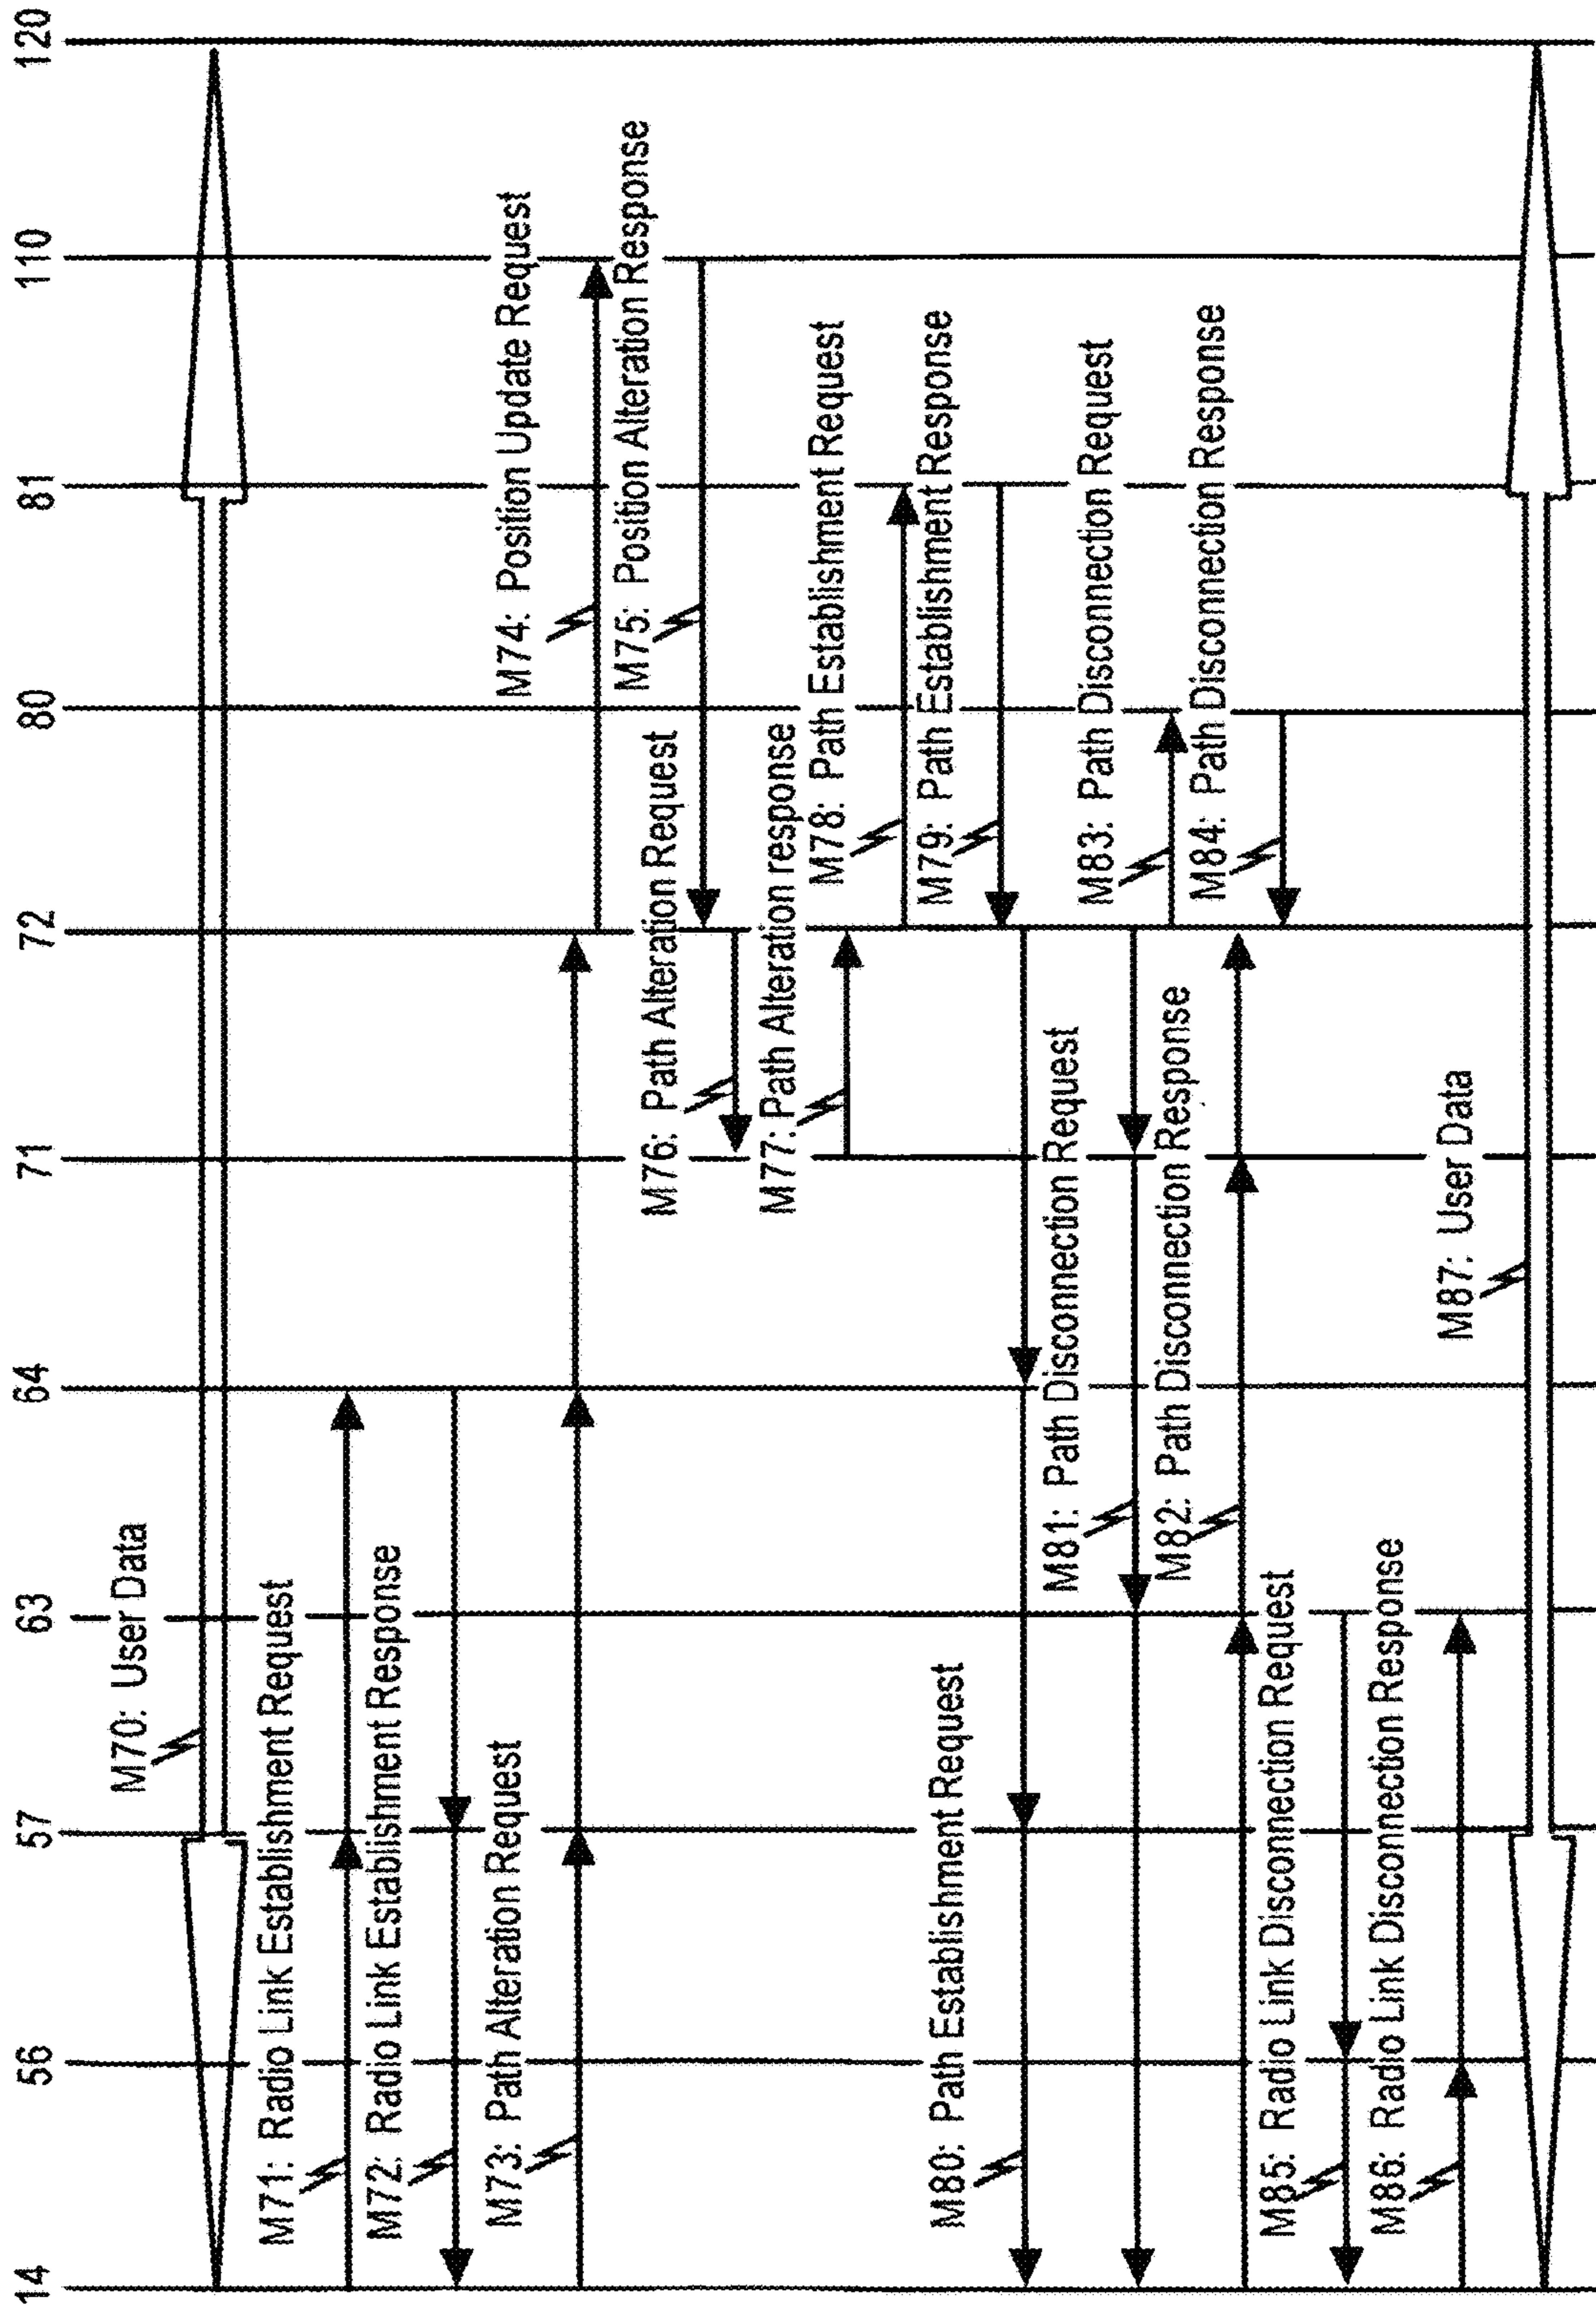 14 56 57 63 64 71 72 80 81 110 120
M70: User Data
M71: Radio Link Establishment Request
M72: Radio Link Establishment Response
M73: Path Alteration Request
M74: Position Update Request
M75: Position Alteration Response
M76: Path Alteration Request
M77: Path Alteration response
M78: Path Establishment Request
M79: Path Establishment Response
M80: Path Establishment Request
M81: Path Disconnection Request
M82: Path Disconnection Response
M83: Path Disconnection Request
M84: Path Disconnection Response
M85: Radio Link Disconnection Request
M86: Radio Link Disconnection Response
M87: User Data